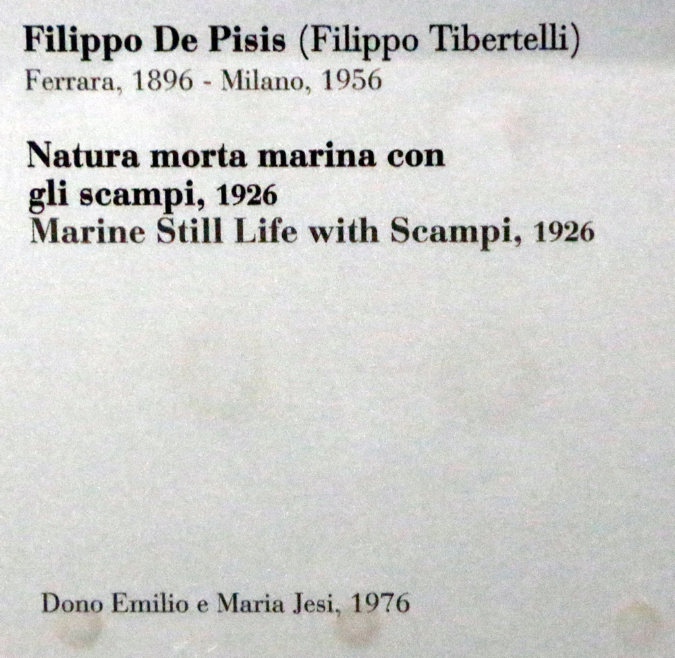 Filippo De Pisis (Filippo Tibertelli)
Ferrara, 1896 - Milano, 1956
Natura morta marina con
gli scampi, 1926
Marine Still Life with Scampi, 1926
Dono Emilio e Maria Jesi, 1976